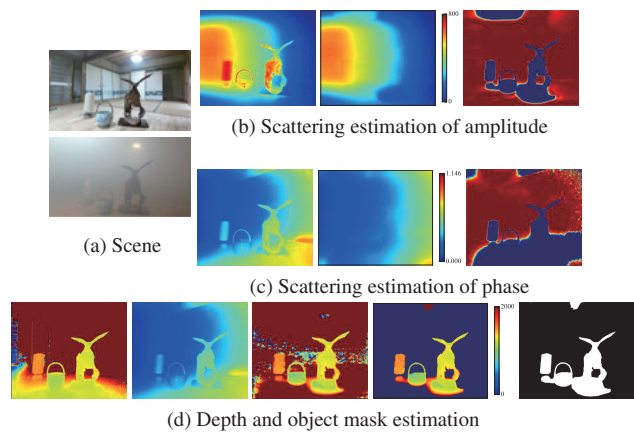 800
0
(b) Scattering estimation of amplitude
1.146
0.000
(a) Scene
(c) Scattering estimation of phase
2000
0
(d) Depth and object mask estimation